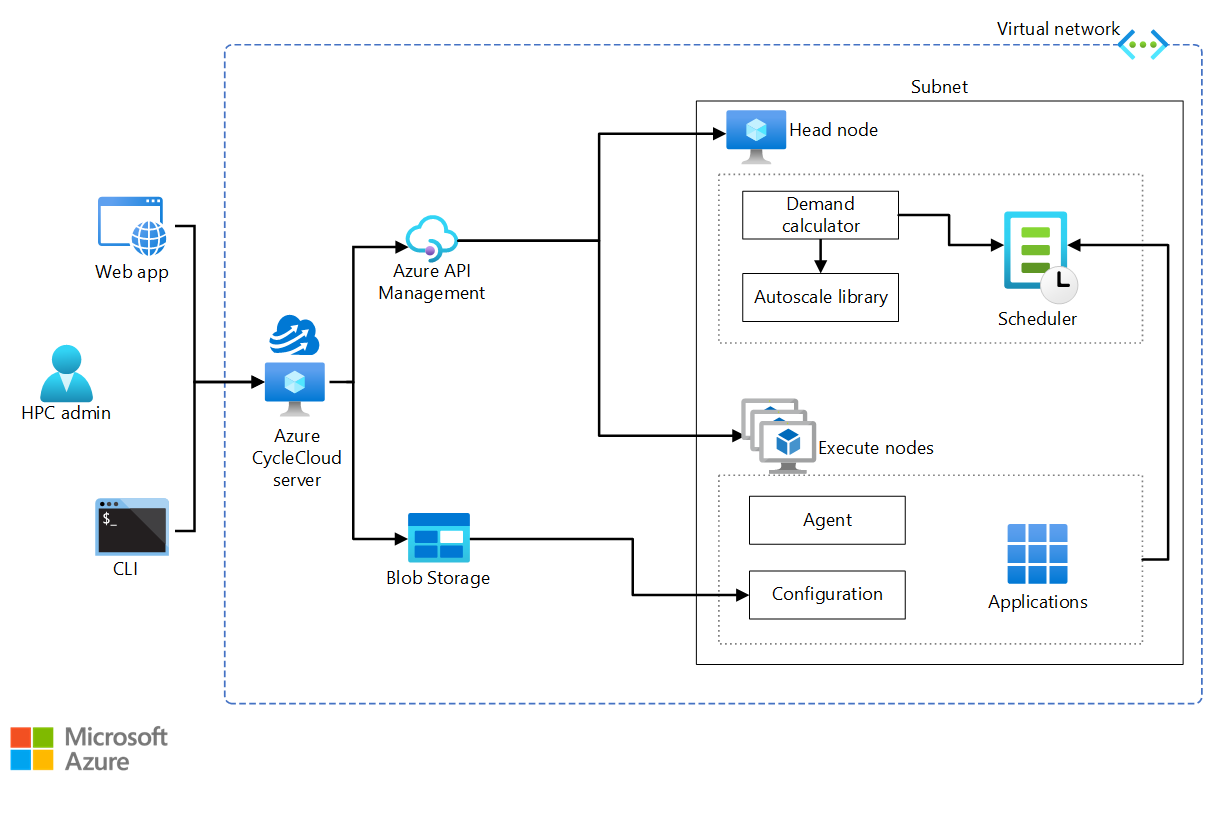 Virtual network
Subnet
Head node
Demand
calculator
Autoscale library
Scheduler
Web app
Azure API
Management
HPC admin
Azure
CycleCloud
server
Execute nodes
$_
CLI
Agent
Blob Storage
Configuration
Applications
Microsoft
Azure